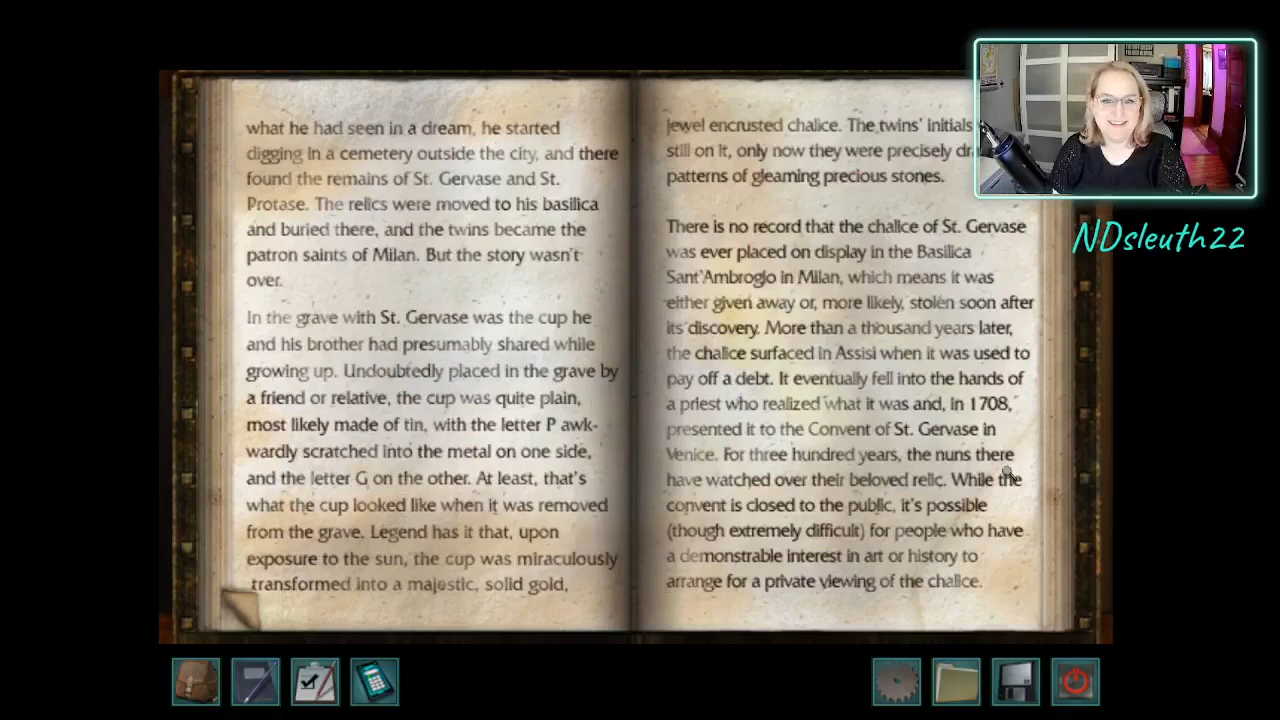 what he had seen in a dream, he started
digging in a cemetery outside the city, and there
found the remains of St. Gervase and St.
Protase. The relics were moved to his basilica
and buried there, and the twins became the
patron saints of Milan. But the story wasn't
over.
In the grave with St. Gervase was the cup he
and his brother had presumably shared while
growing up. Undoubtedly placed in the grave by
a friend or relative, the cup was quite plain,
most likely made of tin, with the letter P awk-
wardly scratched into the metal on one side,
and the letter G on the other. At least, that's
what the cup looked like when it was removed
from the grave. Legend has it that, upon
exposure to the sun, the cup was miraculously
transformed into a majestic, solid gold,
jewel encrusted chalice. The twins' initials
still on it, only now they were precisely
patterns of gleaming precious stones.
There is no record that the chalice of St. Gervase
was ever placed on display in the Basilica
Sant'Ambrogio in Milan, which means it was
either given away or, more likely, stolen soon after
its discovery. More than a thousand years later,
the chalice surfaced in Assisi when it was used to
pay off a debt. It eventually fell into the hands of
a priest who realized what it was and, in 1708,
presented it to the Convent of St. Gervase in
Venice. For three hundred years, the nuns there
have watched over their beloved relic. While the
convent is closed to the public, it's possible
(though extremely difficult) for people who have
a demonstrable interest in art or history to
arrange for a private viewing of the chalice.
NDsleuth22